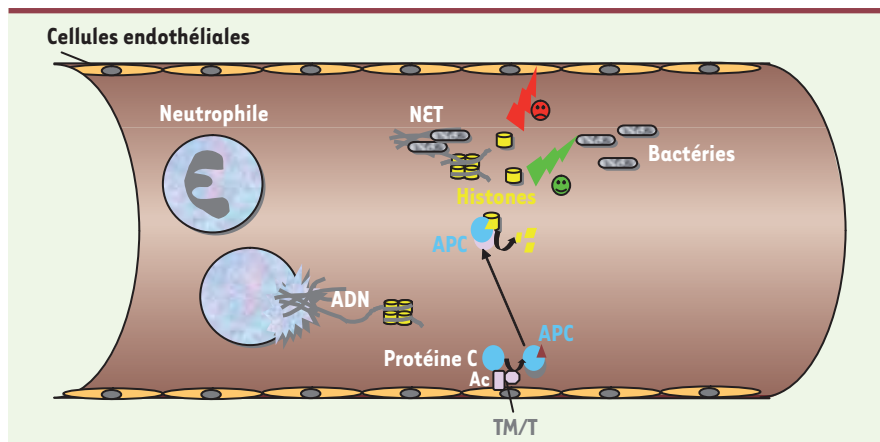 Cellules endothéliales
Neutrophile
NET
Bactéries
Histones
APC
ADN
APC
Protéine C
Ac
TM/T